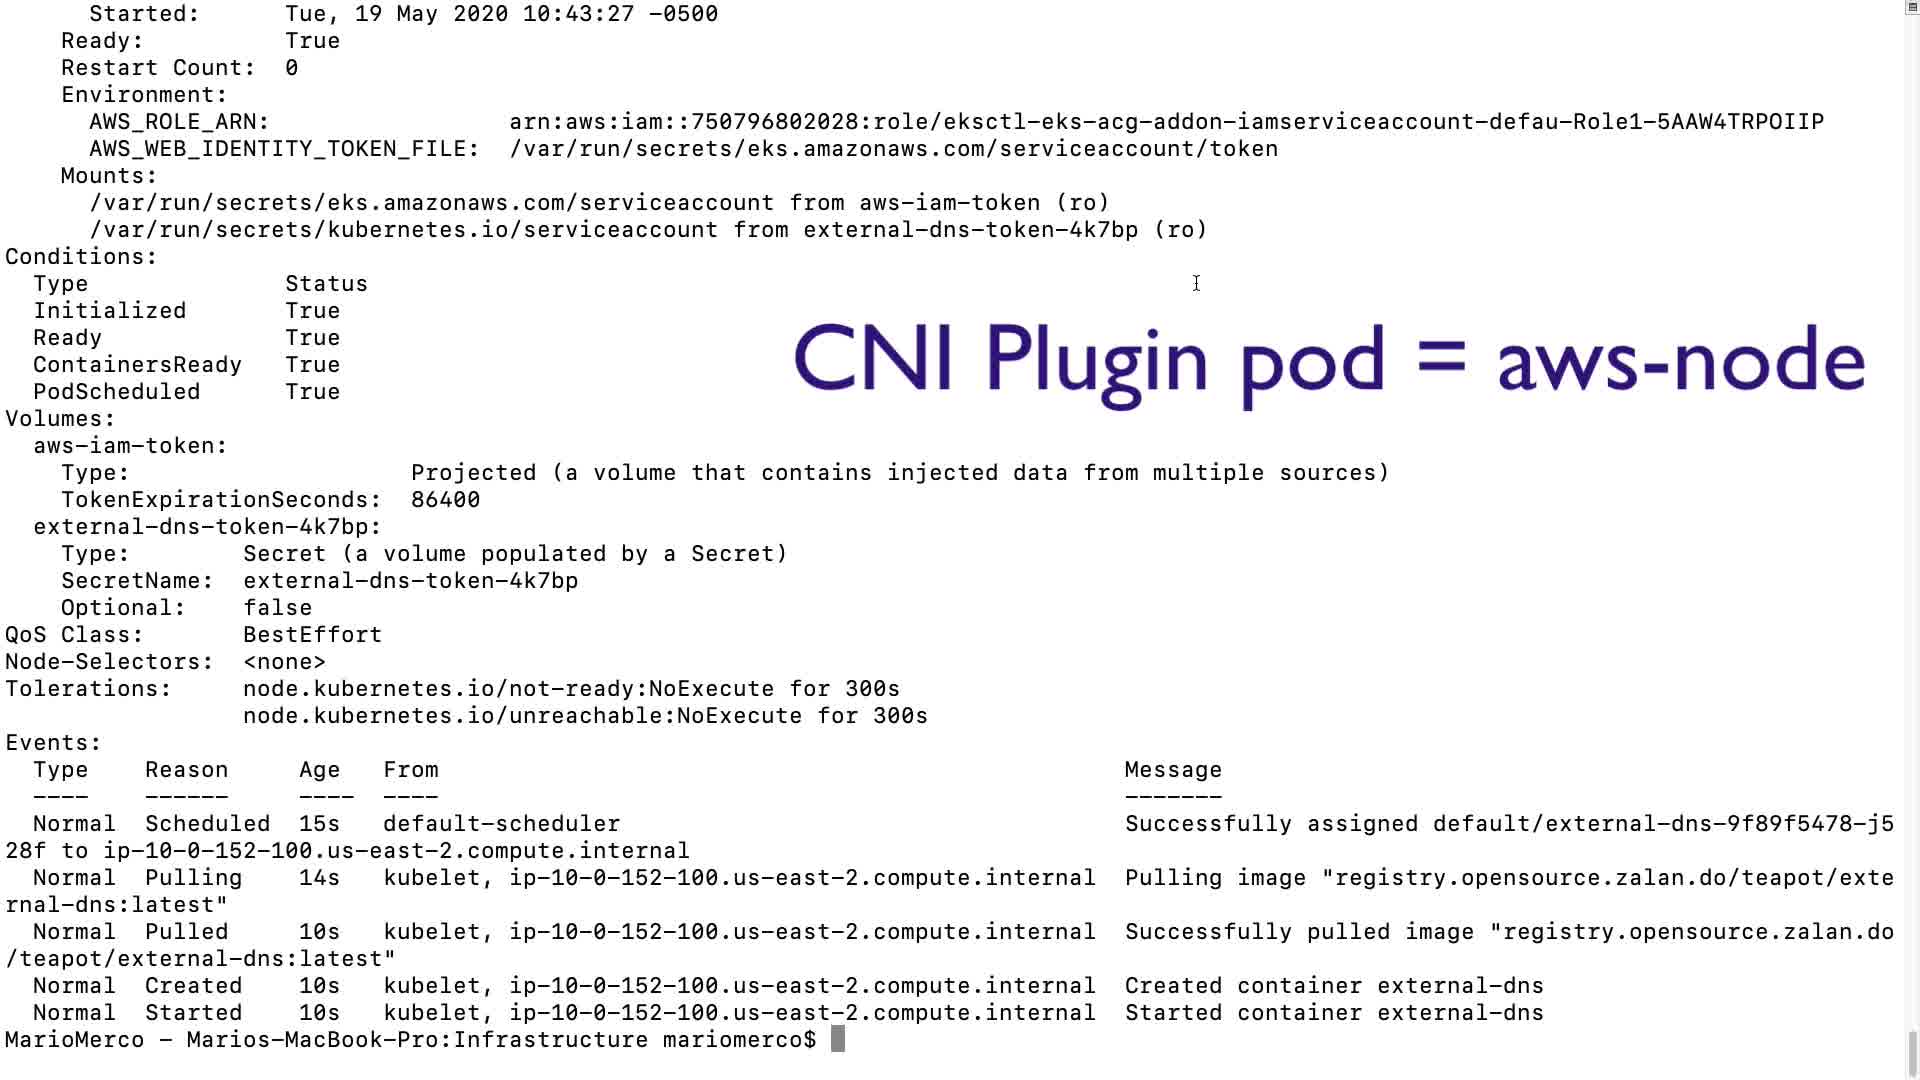 Started: Tue, 19 May 2020 10:43:27 -0500
Ready: True
Restart Count: 0
Environment:
AWS_ROLE_ARN: arn:aws:iam::750796802028:role/eksctl-eks-acg-addon-iamserviceaccount-defau-Role1-5AAW4TRPOIIP
AWS_WEB_IDENTITY_TOKEN_FILE: /var/run/secrets/eks.amazonaws.com/serviceaccount/token
Mounts:
/var/run/secrets/eks.amazonaws.com/serviceaccount from aws-iam-token (ro)
/var/run/secrets/kubernetes.io/serviceaccount from external-dns-token-4k7bp (ro)
Conditions:
Type Status
Initialized True
Ready True
CNI Plugin pod = aws-node
ContainersReady True
PodScheduled True
Volumes:
aws-iam-token:
Type: Projected (a volume that contains injected data from multiple sources)
TokenExpirationSeconds: 86400
external-dns-token-4k7bp:
Type: Secret (a volume populated by a Secret)
SecretName: external-dns-token-4k7bp
Optional: false
QoS Class: BestEffort
Node-Selectors: <none>
Tolerations: node.kubernetes.io/not-ready:NoExecute for 300s
node.kubernetes.io/unreachable:NoExecute for 300s
Events:
Type Reason Age From Message
---- ------ ---- ---- -------
Normal Scheduled 15s default-scheduler Successfully assigned default/external-dns-9f89f5478-j5
28f to ip-10-0-152-100.us-east-2.compute.internal
Normal Pulling 14s kubelet, ip-10-0-152-100.us-east-2.compute.internal Pulling image "registry.opensource.zalan.do/teapot/exte
rnal-dns:latest"
Normal Pulled 10s kubelet, ip-10-0-152-100.us-east-2.compute.internal Successfully pulled image "registry.opensource.zalan.do
/teapot/external-dns:latest"
Normal Created 10s kubelet, ip-10-0-152-100.us-east-2.compute.internal Created container external-dns
Normal Started 10s kubelet, ip-10-0-152-100.us-east-2.compute.internal Started container external-dns
MarioMerco - Marios-MacBook-Pro:Infrastructure mariomerco$